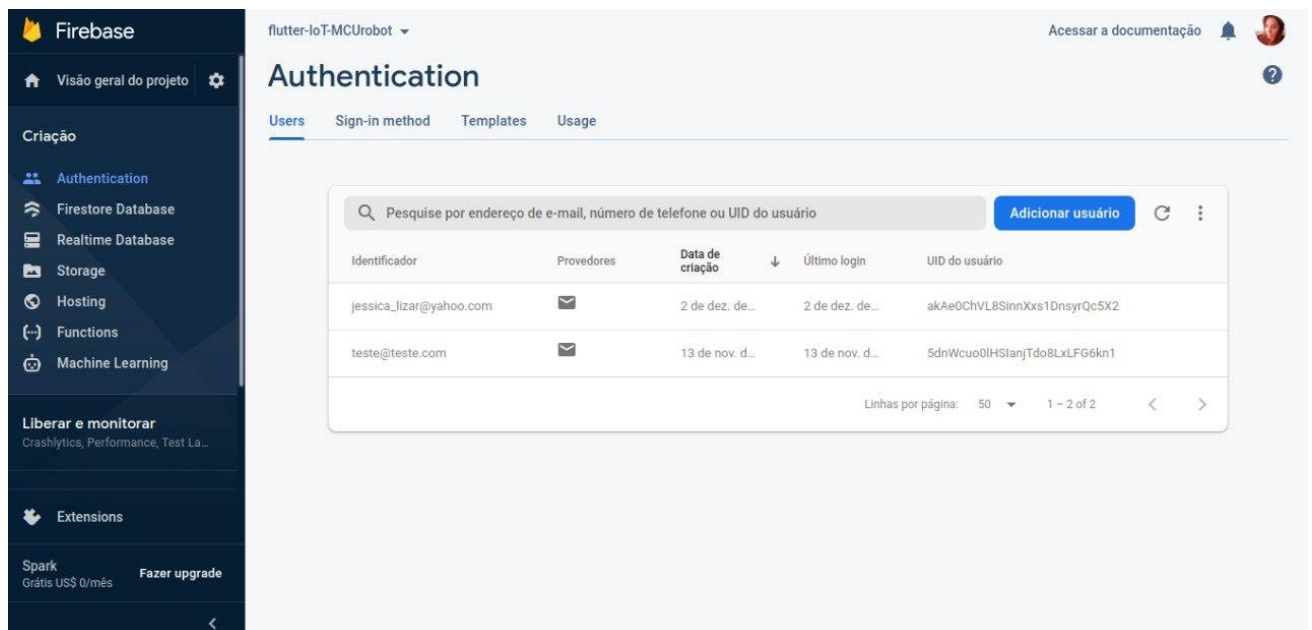 Firebase
flutter-IoT-MCUrobot
Acessar a documentação
Visão geral do projeto
Authentication
Users Sign-in method Templates Usage
Criação
Authentication
Firestore Database
Realtime Database
Storage
Hosting
Functions
Machine Learning
Liberar e monitorar
Crashlytics, Performance, Test La...
Extensions
Spark
Grátis US$ 0/mês
Fazer upgrade
Pesquise por endereço de e-mail, número de telefone ou UID do usuário
Adicionar usuário
Identificador Provedores Data de criação Último login UID do usuário
jessica_lizar@yahoo.com 2 de dez. de... 2 de dez. de... akAe0ChVL8SinnXxs1DnsyrQc5X2
teste@teste.com 13 de nov. d... 13 de nov. d... 5dnWcuo0lHSIanjTdo8LxLFG6kn1
Linhas por página: 50 1 – 2 of 2